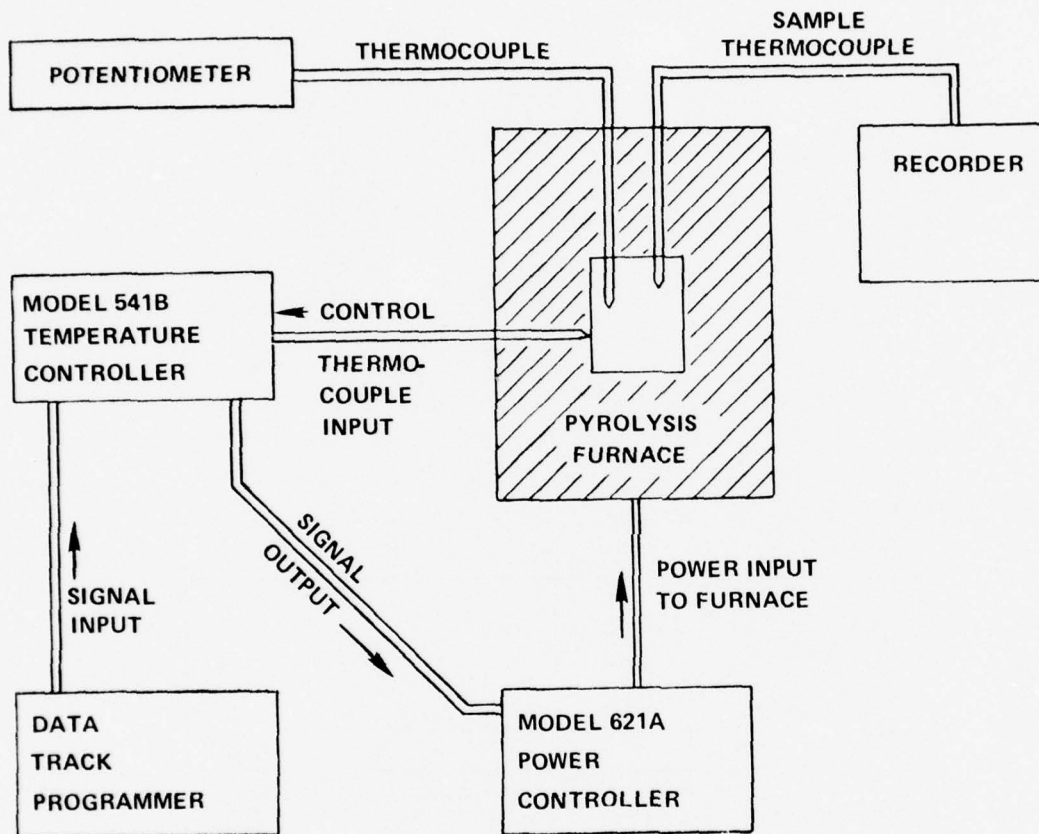 SAMPLE
THERMOCOUPLE
THERMOCOUPLE
POTENTIOMETER
RECORDER
MODEL 541B
TEMPERATURE
CONTROLLER
CONTROL
THERMO-
COUPLE
INPUT
PYROLYSIS
FURNACE
SIGNAL
OUTPUT
SIGNAL
INPUT
POWER INPUT
TO FURNACE
DATA
TRACK
PROGRAMMER
MODEL 621A
POWER
CONTROLLER